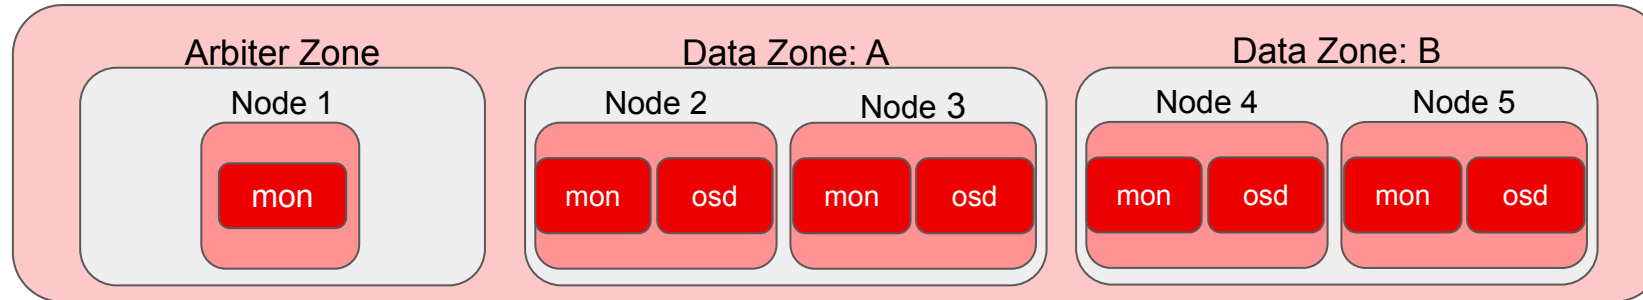 Arbiter Zone
Data Zone: A
Data Zone: B
Node 1
Node 2
Node 3
Node 4
Node 5
mon
mon
osd
mon
osd
mon
osd
mon
osd